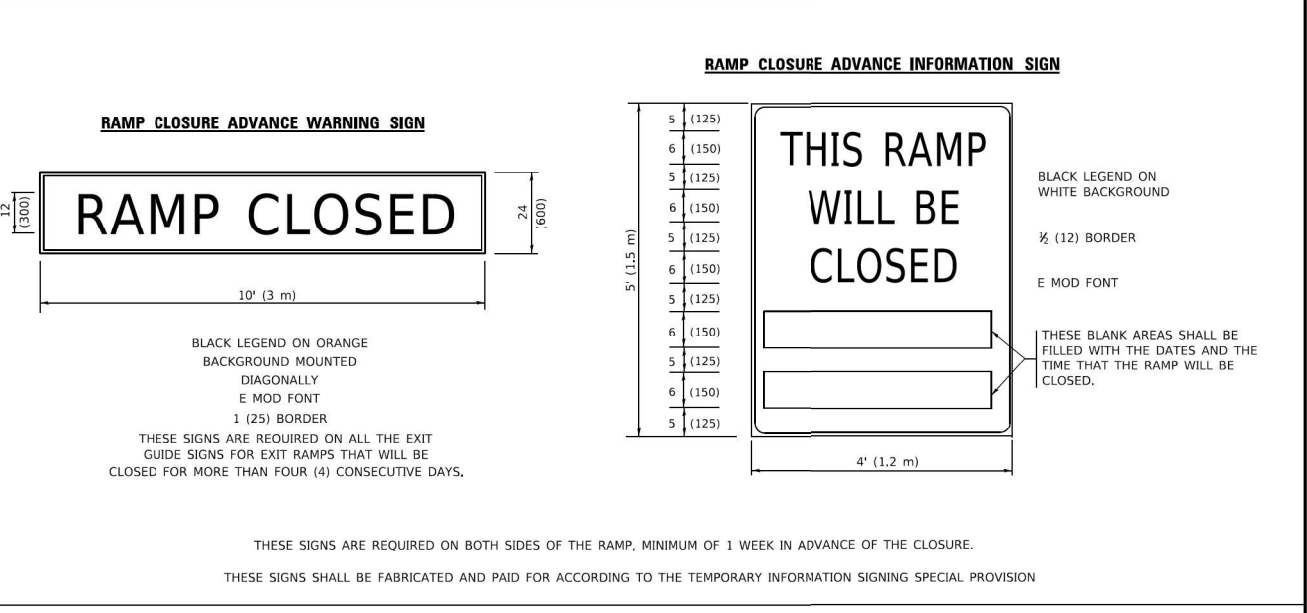 RAMP CLOSURE ADVANCE WARNING SIGN
12
(300)
RAMP CLOSED
24
(600)
10' (3 m)
BLACK LEGEND ON ORANGE
BACKGROUND MOUNTED
DIAGONALLY
E MOD FONT
1 (25) BORDER
THESE SIGNS ARE REQUIRED ON ALL THE EXIT
GUIDE SIGNS FOR EXIT RAMPS THAT WILL BE
CLOSED FOR MORE THAN FOUR (4) CONSECUTIVE DAYS.
RAMP CLOSURE ADVANCE INFORMATION SIGN
5' (1.5 m)
5 (125)
6 (150)
5 (125)
6 (150)
5 (125)
6 (150)
5 (125)
6 (150)
5 (125)
6 (150)
5 (125)
THIS RAMP
WILL BE
CLOSED
4' (1.2 m)
BLACK LEGEND ON
WHITE BACKGROUND
½ (12) BORDER
E MOD FONT
THESE BLANK AREAS SHALL BE
FILLED WITH THE DATES AND THE
TIME THAT THE RAMP WILL BE
CLOSED.
THESE SIGNS ARE REQUIRED ON BOTH SIDES OF THE RAMP, MINIMUM OF 1 WEEK IN ADVANCE OF THE CLOSURE.
THESE SIGNS SHALL BE FABRICATED AND PAID FOR ACCORDING TO THE TEMPORARY INFORMATION SIGNING SPECIAL PROVISION